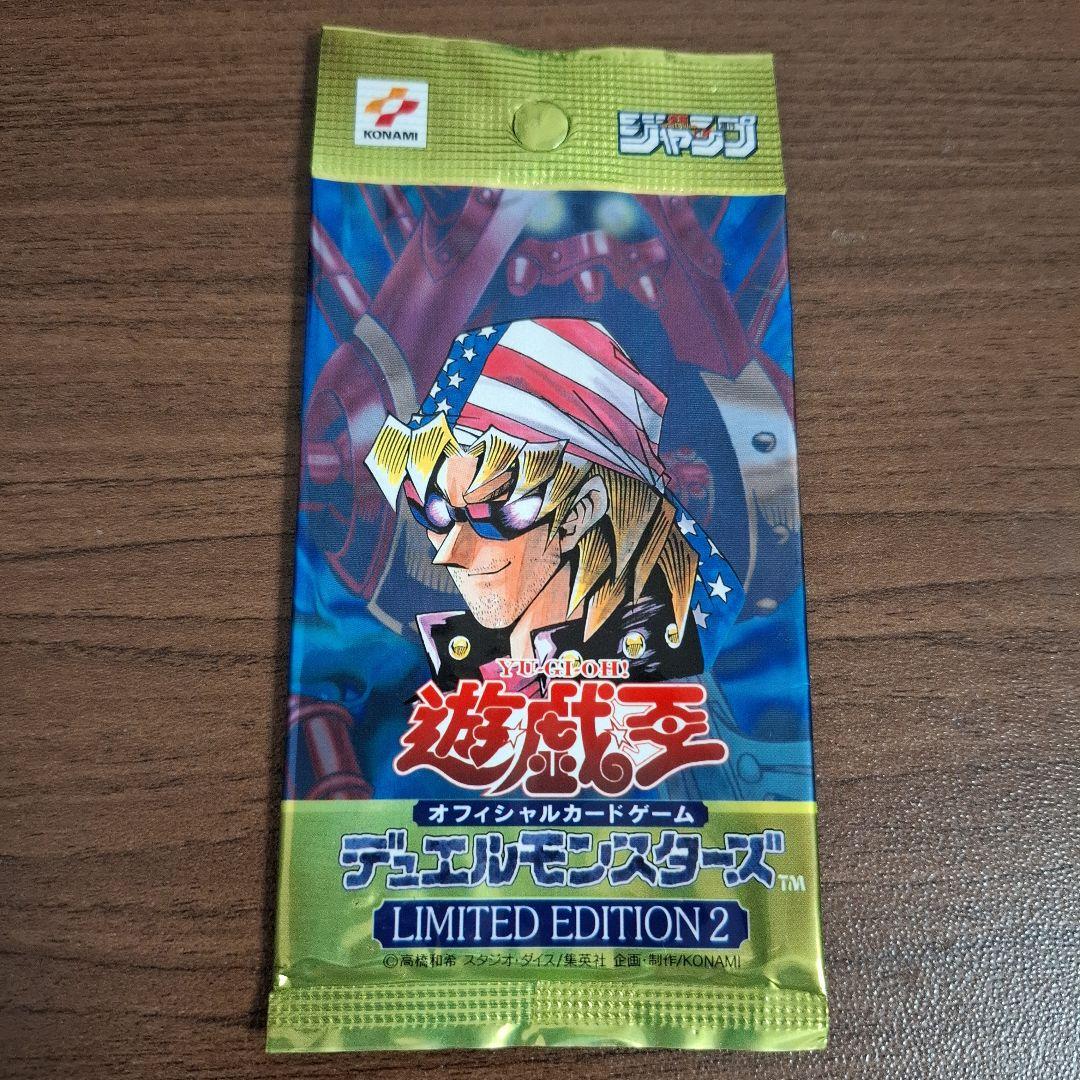 KONAMI
ジャンプ
YU-GI-OH!
遊戯王
オフィシャルカードゲーム
デュエルモンスターズ™
LIMITED EDITION 2
©高橋和希 スタジオ・ダイス/集英社 企画・制作/KONAMI